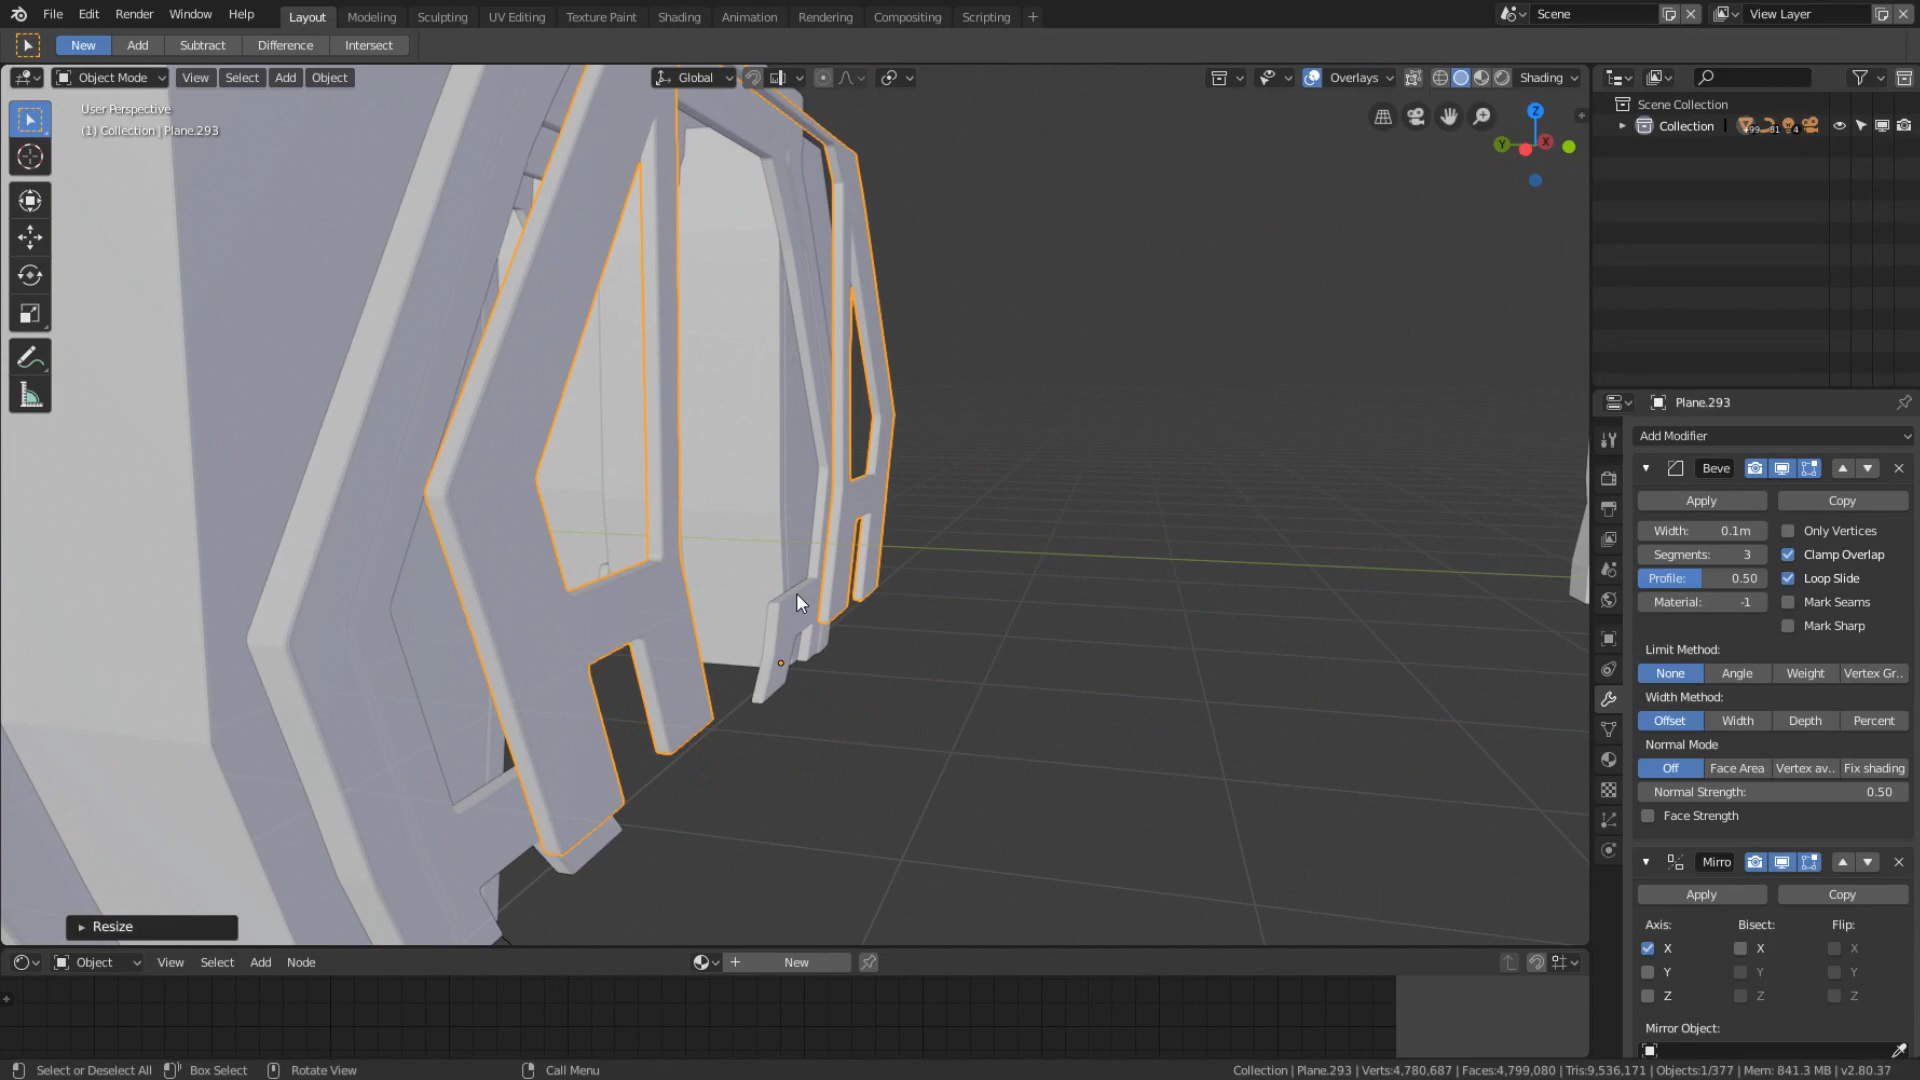 File Edit Render Window Help Layout Modeling Sculpting UV Editing Texture Paint Shading Animation Rendering Compositing Scripting + Scene View Layer
New Add Subtract Difference Intersect
Object Mode View Select Add Object Global Overlays Shading
User Perspective
(1) Collection | Plane.293
Z
Y X
Resize
Object View Select Add Node New
Scene Collection
Collection
+99 81 4
Plane.293
Add Modifier
Beve
Apply Copy
Width: 0.1m Only Vertices
Segments: 3 Clamp Overlap
Profile: 0.50 Loop Slide
Material: -1 Mark Seams
Mark Sharp
Limit Method:
None Angle Weight Vertex Gr..
Width Method:
Offset Width Depth Percent
Normal Mode
Off Face Area Vertex av.. Fix shading
Normal Strength: 0.50
Face Strength
Mirro
Apply Copy
Axis: Bisect: Flip:
X X X
Y Y Y
Z Z Z
Mirror Object:
Select or Deselect All Box Select Rotate View Call Menu Collection | Plane.293 | Verts:4,780,687 | Faces:4,799,080 | Tris:9,536,171 | Objects:1/377 | Mem: 841.3 MB | v2.80.37